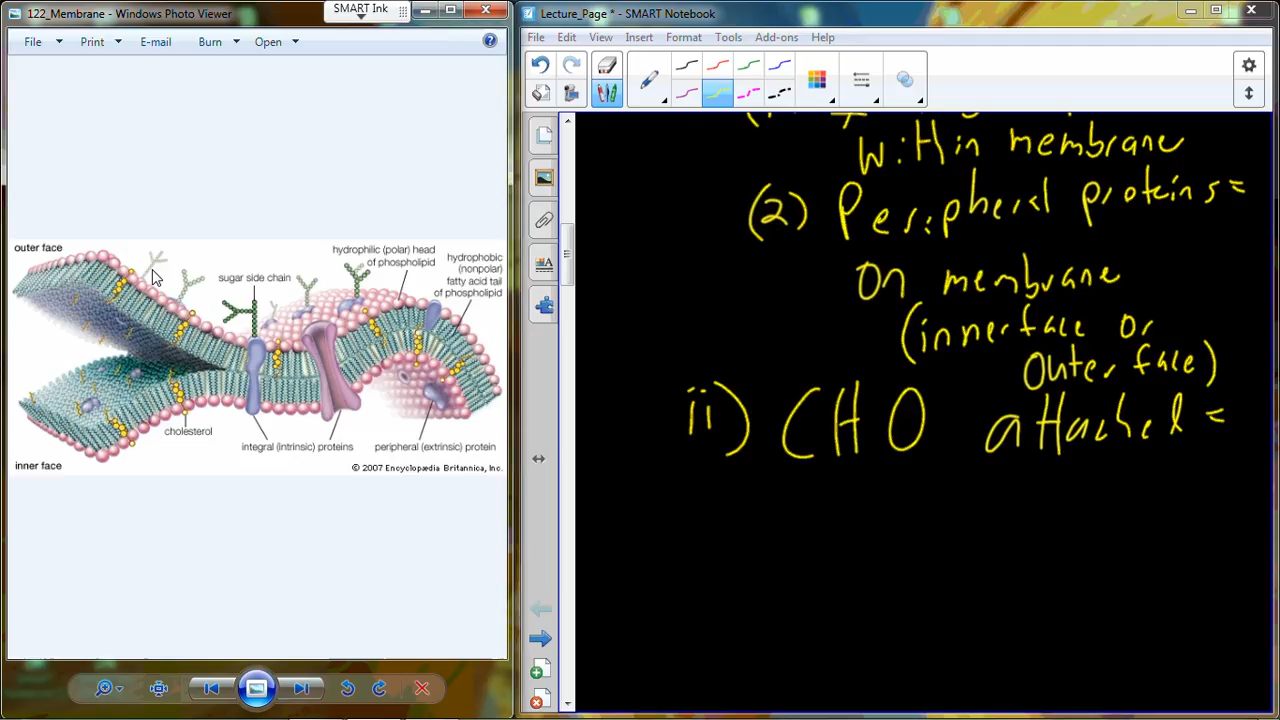 122_Membrane - Windows Photo Viewer
SMART Ink
File Print E-mail Burn Open
outer face
sugar side chain
hydrophilic (polar) head
of phospholipid
hydrophobic
(nonpolar)
fatty acid tail
of phospholipid
cholesterol
integral (intrinsic) proteins
peripheral (extrinsic) protein
inner face
© 2007 Encyclopædia Britannica, Inc.
Lecture_Page * - SMART Notebook
File Edit View Insert Format Tools Add-ons Help
within membrane
(2) Peripheral proteins =
On membrane
(inner face or
outer face)
ii) CHO attached =